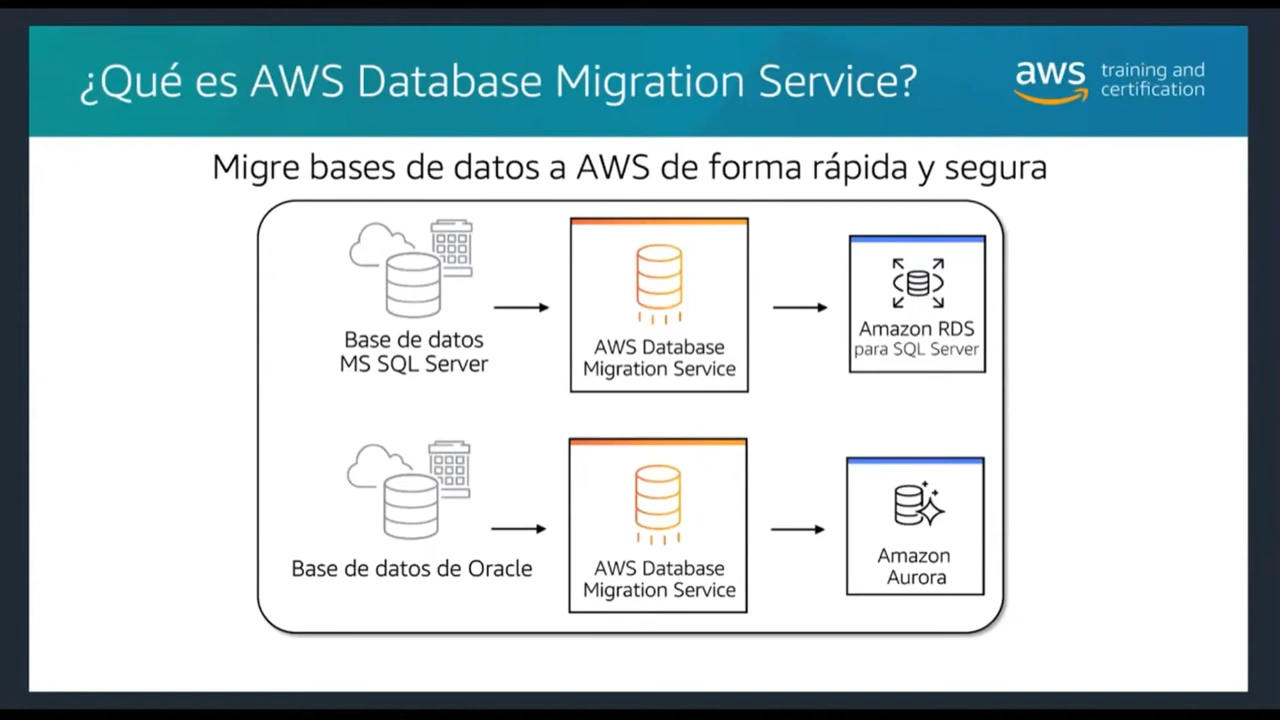 ¿Qué es AWS Database Migration Service?
aws
training and
certification
Migre bases de datos a AWS de forma rápida y segura
Base de datos
MS SQL Server
AWS Database
Migration Service
Amazon RDS
para SQL Server
Base de datos de Oracle
AWS Database
Migration Service
Amazon
Aurora